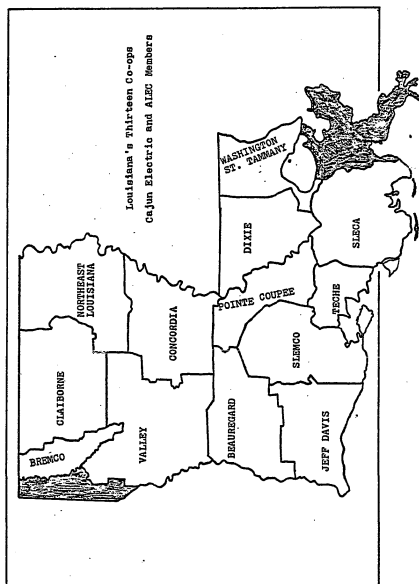 Louisiana's Thirteen Co-ops
Cajun Electric and ALEC Members
BREMCO
CLAIBORNE
NORTHEAST
LOUISIANA
VALLEY
CONCORDIA
BEAUREGARD
POINTE COUPEE
DIXIE
WASHINGTON
ST. TAMMANY
JEFF DAVIS
SLEMCO
TECHE
SLECA